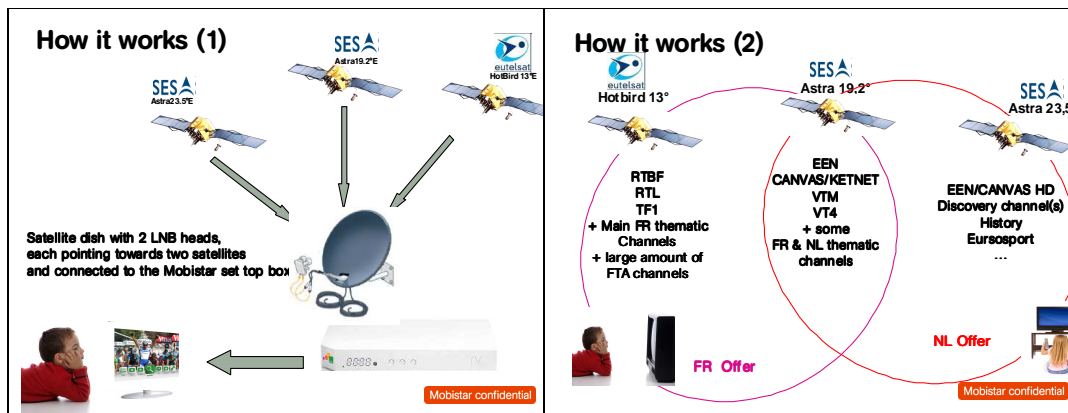 How it works (1)
SES
Astra19.2°E
eutelsat
HotBird 13°E
SES
Astra23.5°E
Satellite dish with 2 LNB heads,
each pointing towards two satellites
and connected to the Mobistar set top box
Mobistar confidential
How it works (2)
eutelsat
Hotbird 13°
SES
Astra 19.2°
SES
Astra 23,5
RTBF
RTL
TF1
+ Main FR thematic
Channels
+ large amount of
FTA channels
EEN
CANVAS/KETNET
VTM
VT4
+ some
FR & NL thematic
channels
EEN/CANVAS HD
Discovery channel(s)
History
Eursosport
...
FR Offer
NL Offer
Mobistar confidential